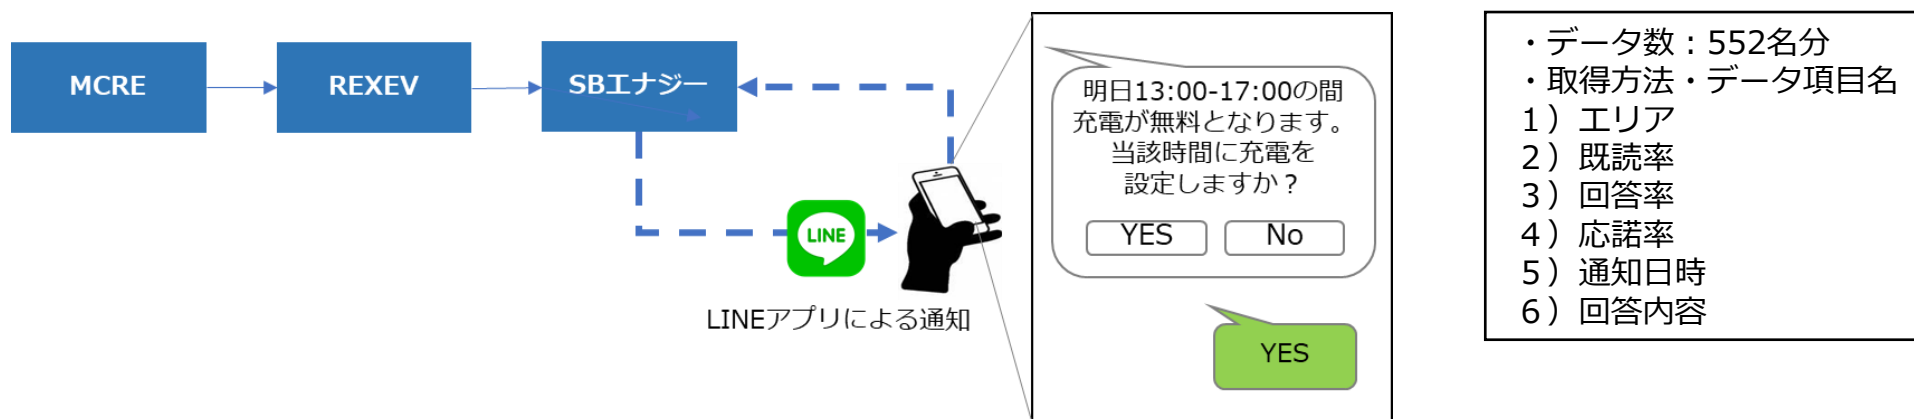 MCRE
REXEV
SBエナジー
LINE
LINEアプリによる通知
明日13:00-17:00の間
充電が無料となります。
当該時間に充電を
設定しますか？
YES
No
YES
・データ数：552名分
・取得方法・データ項目名
１）エリア
２）既読率
３）回答率
４）応諾率
５）通知日時
６）回答内容